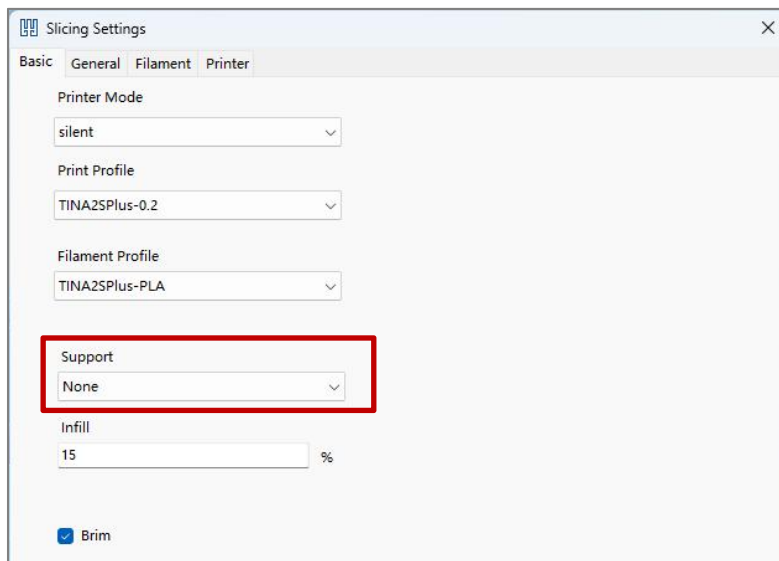 Slicing Settings
Basic General Filament Printer
Printer Mode
silent
Print Profile
TINA2SPlus-0.2
Filament Profile
TINA2SPlus-PLA
Support
None
Infill
15 %
Brim